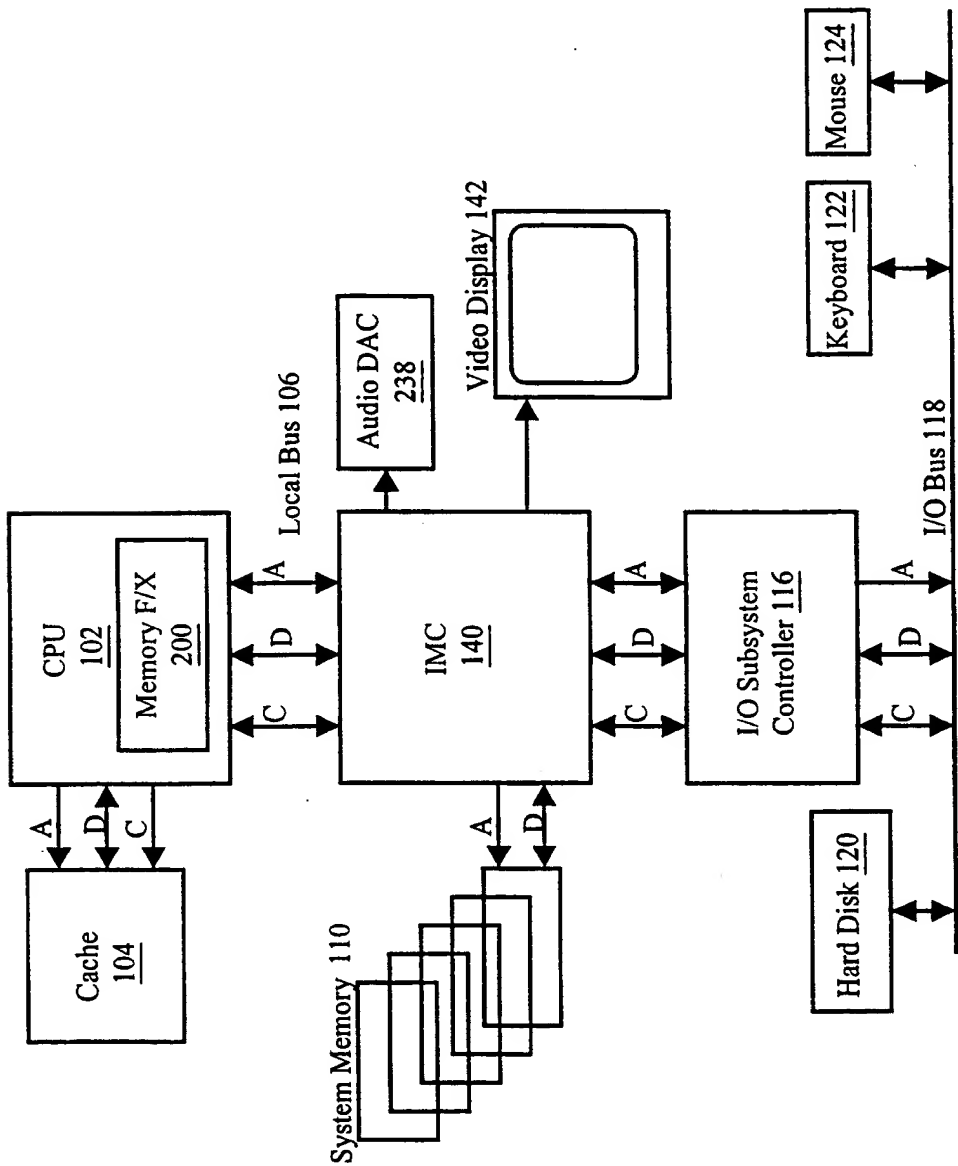 Cache
104
A
D
C
CPU
102
Memory F/X
200
C
D
A
Local Bus 106
System Memory 110
A
D
IMC
140
Audio DAC
238
Video Display 142
C
D
A
I/O Subsystem
Controller 116
C
D
A
I/O Bus 118
Hard Disk 120
Keyboard 122
Mouse 124